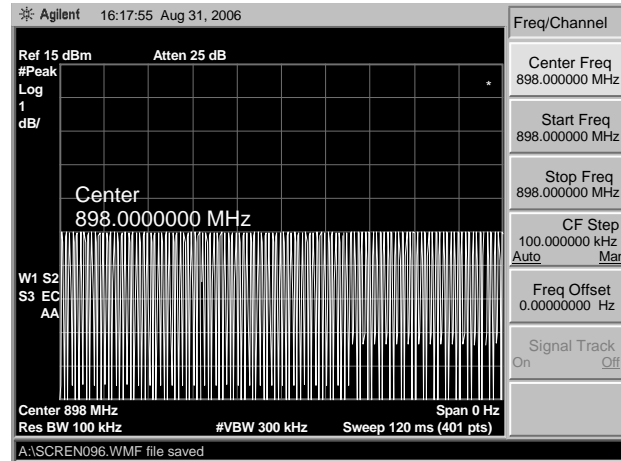 Agilent 16:17:55 Aug 31, 2006
Freq/Channel
Ref 15 dBm Atten 25 dB
#Peak
Log
1
dB/
*
Center
898.0000000 MHz
W1 S2
S3 EC
AA
Center 898 MHz Span 0 Hz
Res BW 100 kHz #VBW 300 kHz Sweep 120 ms (401 pts)
A:\SCREN096.WMF file saved
Center Freq
898.000000 MHz
Start Freq
898.000000 MHz
Stop Freq
898.000000 MHz
CF Step
100.000000 kHz
Auto Man
Freq Offset
0.00000000 Hz
Signal Track
On Off